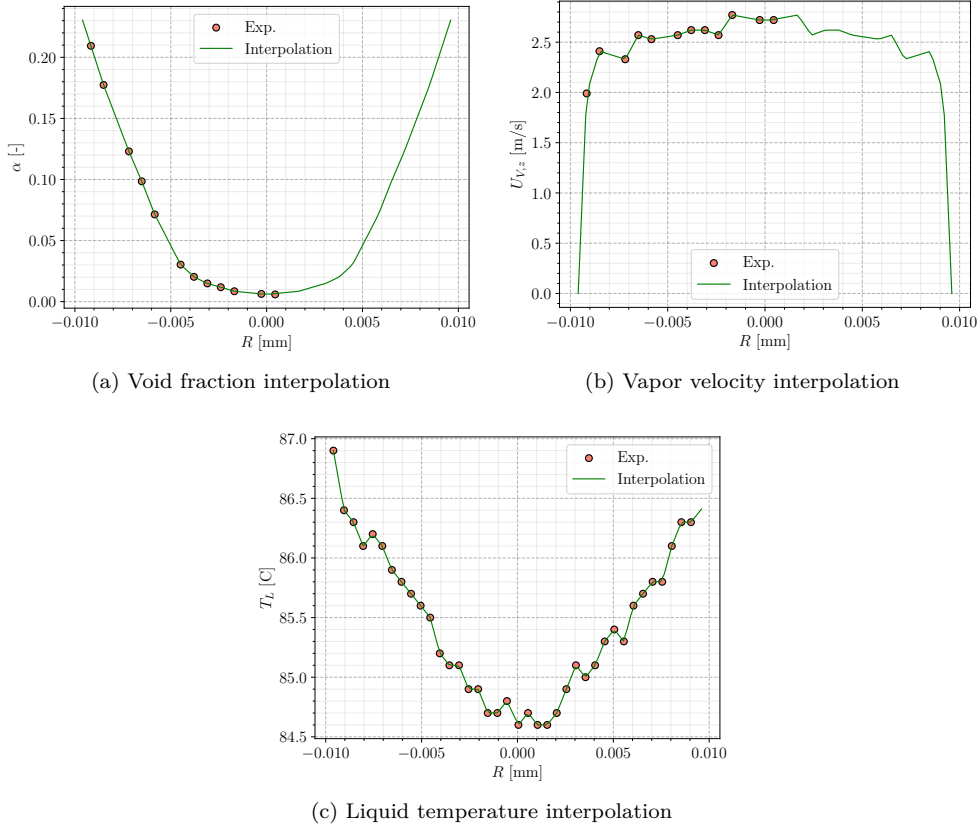 0.20
0.15
0.10
0.05
0.00
α [-]
Exp.
Interpolation
−0.010 −0.005 0.000 0.005 0.010
R [mm]
(a) Void fraction interpolation
2.5
2.0
1.5
1.0
0.5
0.0
U_{V,z} [m/s]
Exp.
Interpolation
−0.010 −0.005 0.000 0.005 0.010
R [mm]
(b) Vapor velocity interpolation
87.0
86.5
86.0
85.5
85.0
84.5
T_L [C]
Exp.
Interpolation
−0.010 −0.005 0.000 0.005 0.010
R [mm]
(c) Liquid temperature interpolation